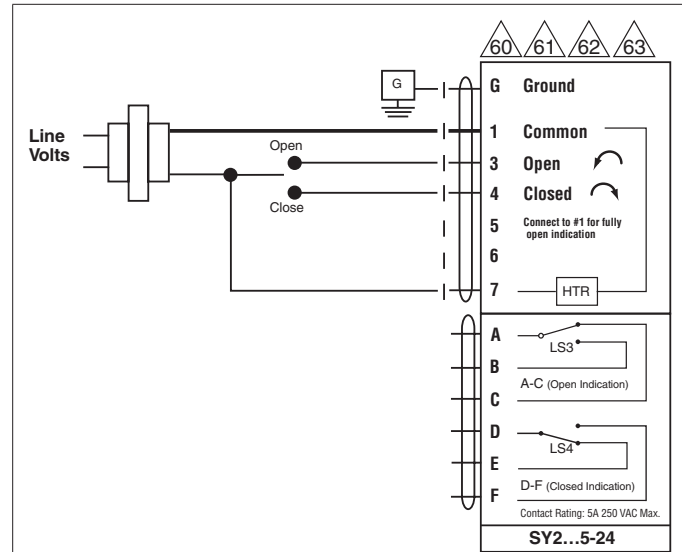 60 61 62 63
G
G Ground
Line
Volts
1 Common
Open
3 Open
4 Closed
Close
5 Connect to #1 for fully
open indication
6
7 HTR
A
LS3
B
A-C (Open Indication)
C
D
LS4
E
D-F (Closed Indication)
F
Contact Rating: 5A 250 VAC Max.
SY2...5-24